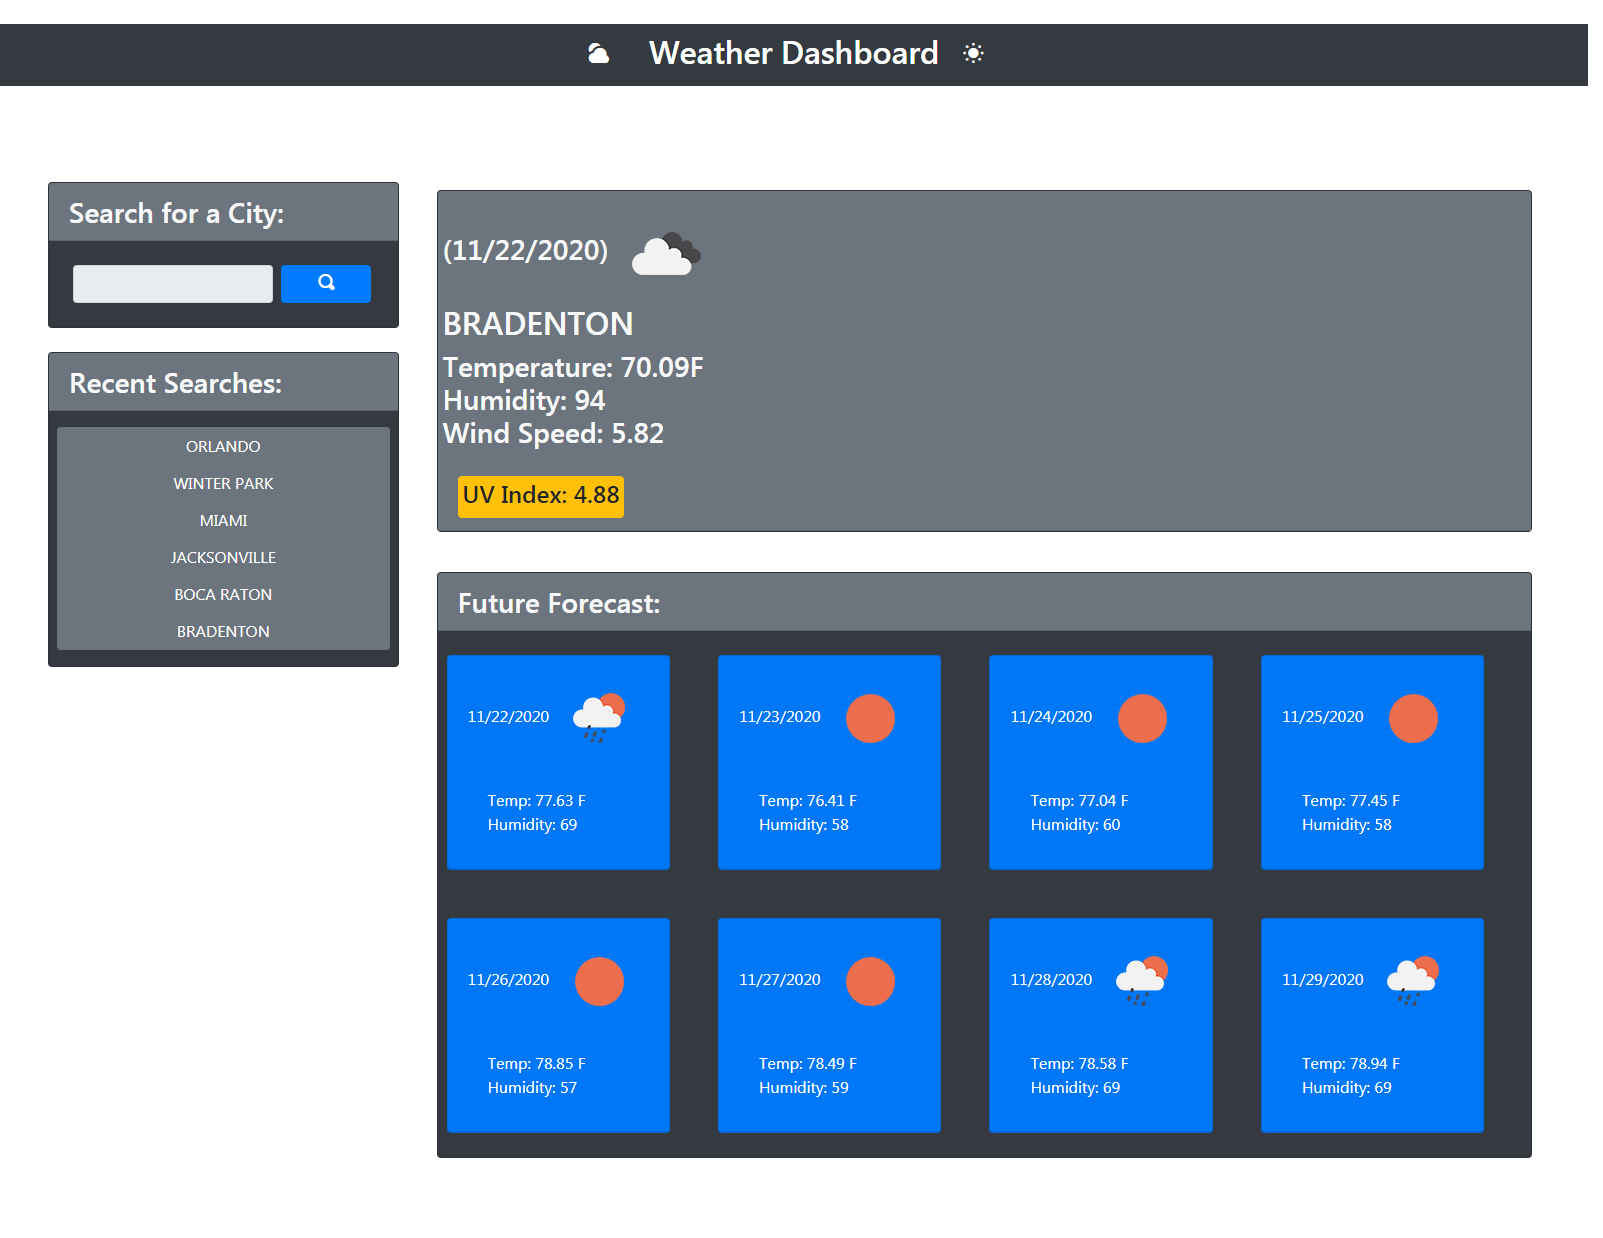 Weather Dashboard
Search for a City:
Recent Searches:
ORLANDO
WINTER PARK
MIAMI
JACKSONVILLE
BOCA RATON
BRADENTON
(11/22/2020)
BRADENTON
Temperature: 70.09F
Humidity: 94
Wind Speed: 5.82
UV Index: 4.88
Future Forecast:
11/22/2020
Temp: 77.63 F
Humidity: 69
11/23/2020
Temp: 76.41 F
Humidity: 58
11/24/2020
Temp: 77.04 F
Humidity: 60
11/25/2020
Temp: 77.45 F
Humidity: 58
11/26/2020
Temp: 78.85 F
Humidity: 57
11/27/2020
Temp: 78.49 F
Humidity: 59
11/28/2020
Temp: 78.58 F
Humidity: 69
11/29/2020
Temp: 78.94 F
Humidity: 69